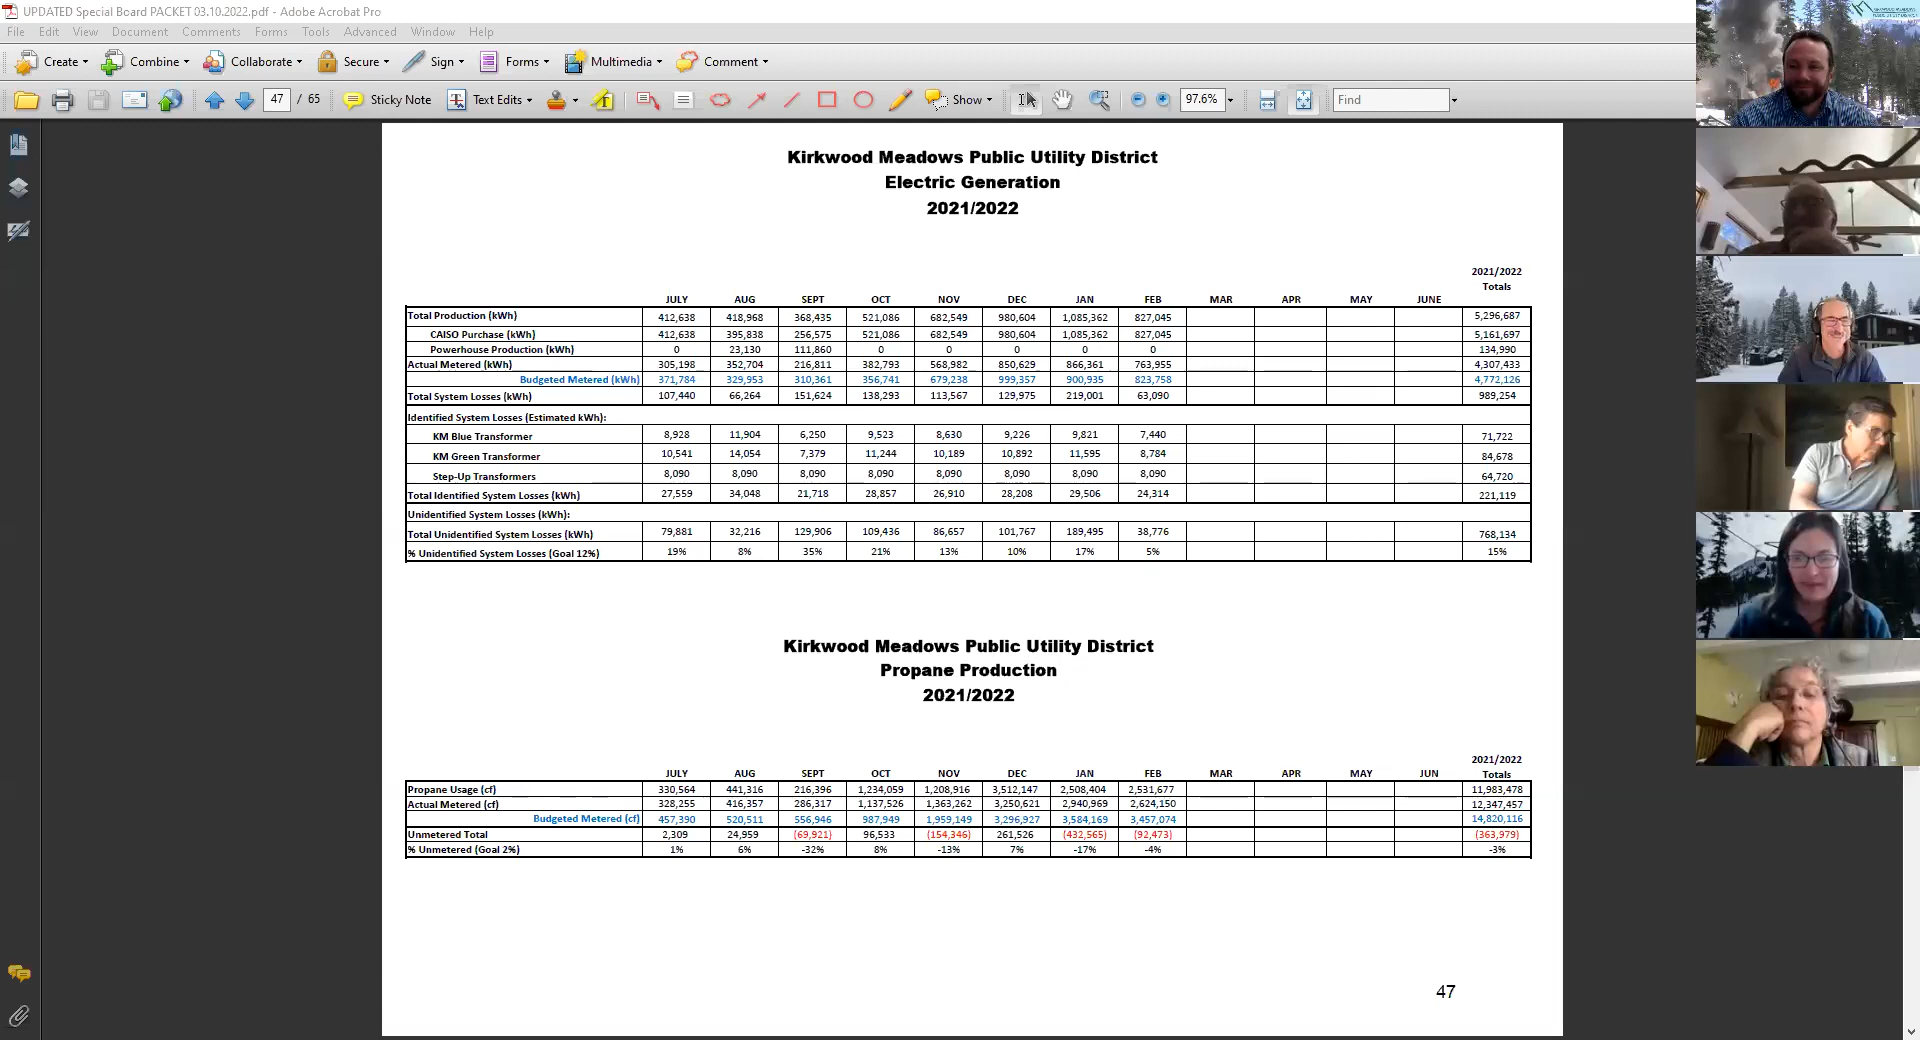 UPDATED Special Board PACKET 03.10.2022.pdf - Adobe Acrobat Pro
File Edit View Document Comments Forms Tools Advanced Window Help
Create Combine Collaborate Secure Sign Forms Multimedia Comment
47 / 65 Sticky Note Text Edits Show 97.6% Find
Kirkwood Meadows Public Utility District
Electric Generation
2021/2022
2021/2022
JULY AUG SEPT OCT NOV DEC JAN FEB MAR APR MAY JUNE Totals
Total Production (kWh) 412,638 418,968 368,435 521,086 682,549 980,604 1,085,362 827,045 5,296,687
CAISO Purchase (kWh) 412,638 395,838 256,575 521,086 682,549 980,604 1,085,362 827,045 5,161,697
Powerhouse Production (kWh) 0 23,130 111,860 0 0 0 0 0 134,990
Actual Metered (kWh) 305,198 352,704 216,811 382,793 568,982 850,629 866,361 763,955 4,307,433
Budgeted Metered (kWh) 371,784 329,953 310,361 356,741 679,238 999,357 900,935 823,758 4,772,126
Total System Losses (kWh) 107,440 66,264 151,624 138,293 113,567 129,975 219,001 63,090 989,254
Identified System Losses (Estimated kWh):
KM Blue Transformer 8,928 11,904 6,250 9,523 8,630 9,226 9,821 7,440 71,722
KM Green Transformer 10,541 14,054 7,379 11,244 10,189 10,892 11,595 8,784 84,678
Step-Up Transformers 8,090 8,090 8,090 8,090 8,090 8,090 8,090 8,090 64,720
Total Identified System Losses (kWh) 27,559 34,048 21,718 28,857 26,910 28,208 29,506 24,314 221,119
Unidentified System Losses (kWh):
Total Unidentified System Losses (kWh) 79,881 32,216 129,906 109,436 86,657 101,767 189,495 38,776 768,134
% Unidentified System Losses (Goal 12%) 19% 8% 35% 21% 13% 10% 17% 5% 15%
Kirkwood Meadows Public Utility District
Propane Production
2021/2022
2021/2022
JULY AUG SEPT OCT NOV DEC JAN FEB MAR APR MAY JUN Totals
Propane Usage (cf) 330,564 441,316 216,396 1,234,059 1,208,916 3,512,147 2,508,404 2,531,677 11,983,478
Actual Metered (cf) 328,255 416,357 286,317 1,137,526 1,363,262 3,250,621 2,940,969 2,624,150 12,347,457
Budgeted Metered (cf) 457,390 520,511 556,946 987,949 1,959,149 3,296,927 3,584,169 3,457,074 14,820,116
Unmetered Total 2,309 24,959 (69,921) 96,533 (154,346) 261,526 (432,565) (92,473) (363,979)
% Unmetered (Goal 2%) 1% 6% -32% 8% -13% 7% -17% -4% -3%
47